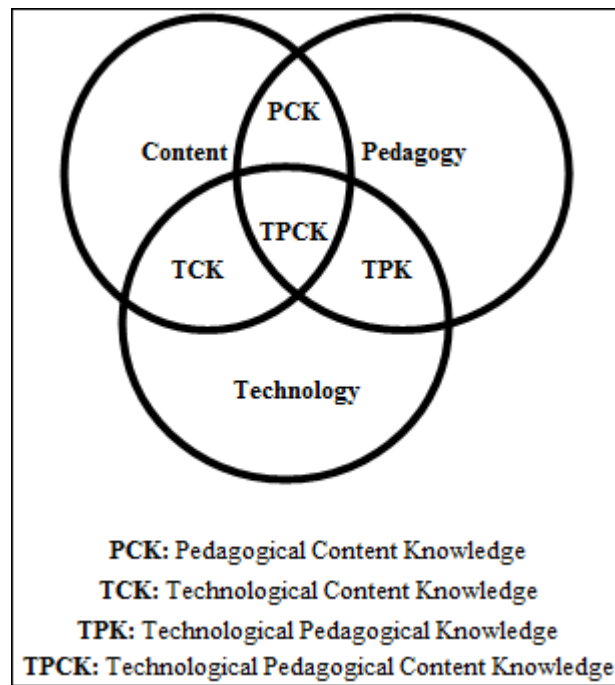 PCK
Content
Pedagogy
TPCK
TCK
TPK
Technology
PCK: Pedagogical Content Knowledge
TCK: Technological Content Knowledge
TPK: Technological Pedagogical Knowledge
TPCK: Technological Pedagogical Content Knowledge